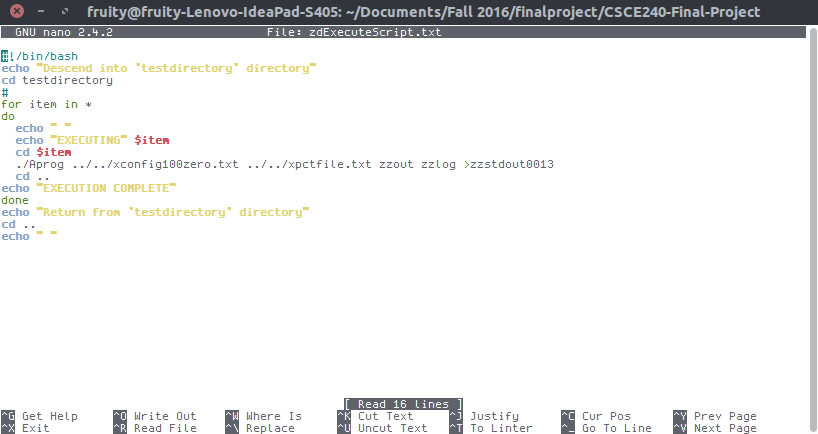 fruity@fruity-Lenovo-IdeaPad-S405: ~/Documents/Fall 2016/finalproject/CSCE240-Final-Project
GNU nano 2.4.2 File: zdExecuteScript.txt
#!/bin/bash
echo "Descend into 'testdirectory' directory"
cd testdirectory
#
for item in *
do
  echo " "
  echo "EXECUTING" $item
  cd $item
  ./Aprog ../../xconfig100zero.txt ../../xpctfile.txt zzout zzlog >zzstdout0013
  cd ..
echo "EXECUTION COMPLETE"
done
echo "Return from 'testdirectory' directory"
cd ..
echo " "
[ Read 16 lines ]
^G Get Help ^O Write Out ^W Where Is ^K Cut Text ^J Justify ^C Cur Pos ^Y Prev Page
^X Exit ^R Read File ^\ Replace ^U Uncut Text ^T To Linter ^_ Go To Line ^V Next Page